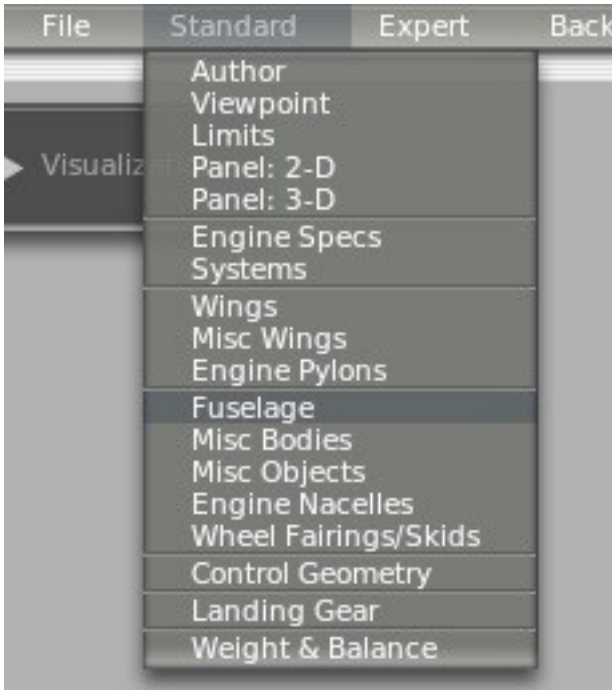 File Standard Expert Back
Visualiz
Author
Viewpoint
Limits
Panel: 2-D
Panel: 3-D
Engine Specs
Systems
Wings
Misc Wings
Engine Pylons
Fuselage
Misc Bodies
Misc Objects
Engine Nacelles
Wheel Fairings/Skids
Control Geometry
Landing Gear
Weight & Balance